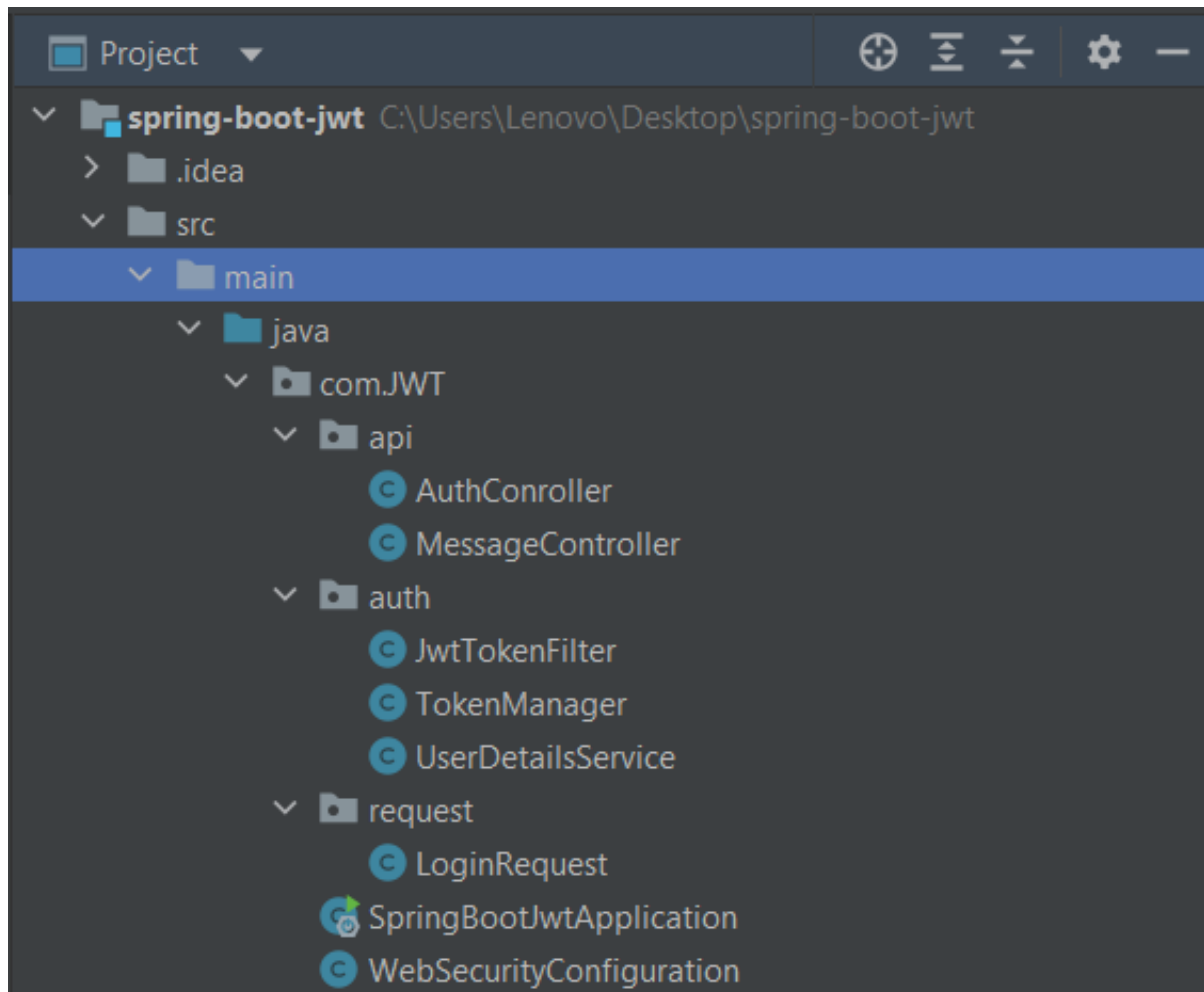 Project
spring-boot-jwt C:\Users\Lenovo\Desktop\spring-boot-jwt
.idea
src
main
java
com.JWT
api
AuthConroller
MessageController
auth
JwtTokenFilter
TokenManager
UserDetailsService
request
LoginRequest
SpringBootJwtApplication
WebSecurityConfiguration